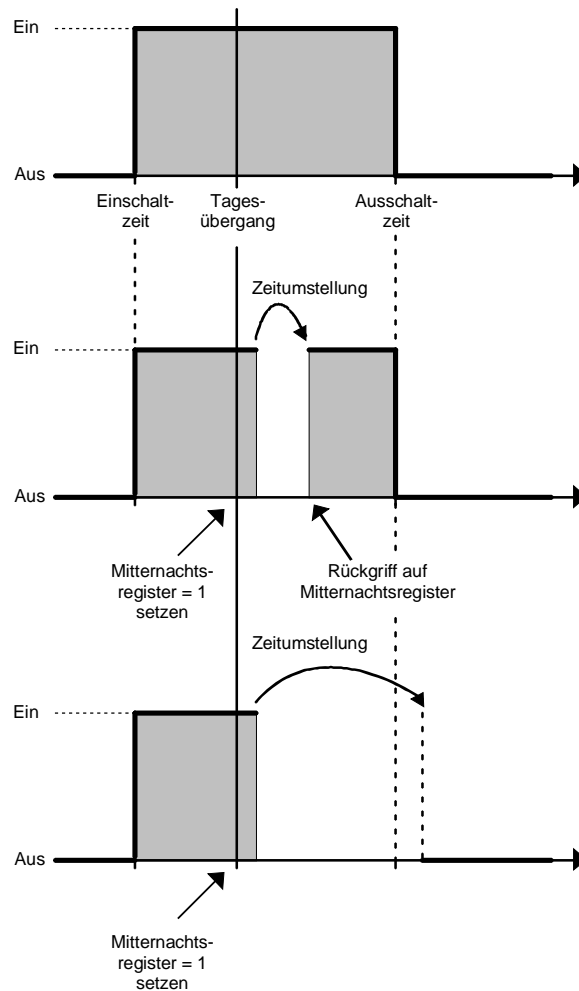 Ein
Aus
Einschalt-
zeit
Tages-
übergang
Ausschalt-
zeit
Zeitumstellung
Ein
Aus
Mitternachts-
register = 1
setzen
Rückgriff auf
Mitternachtsregister
Zeitumstellung
Ein
Aus
Mitternachts-
register = 1
setzen